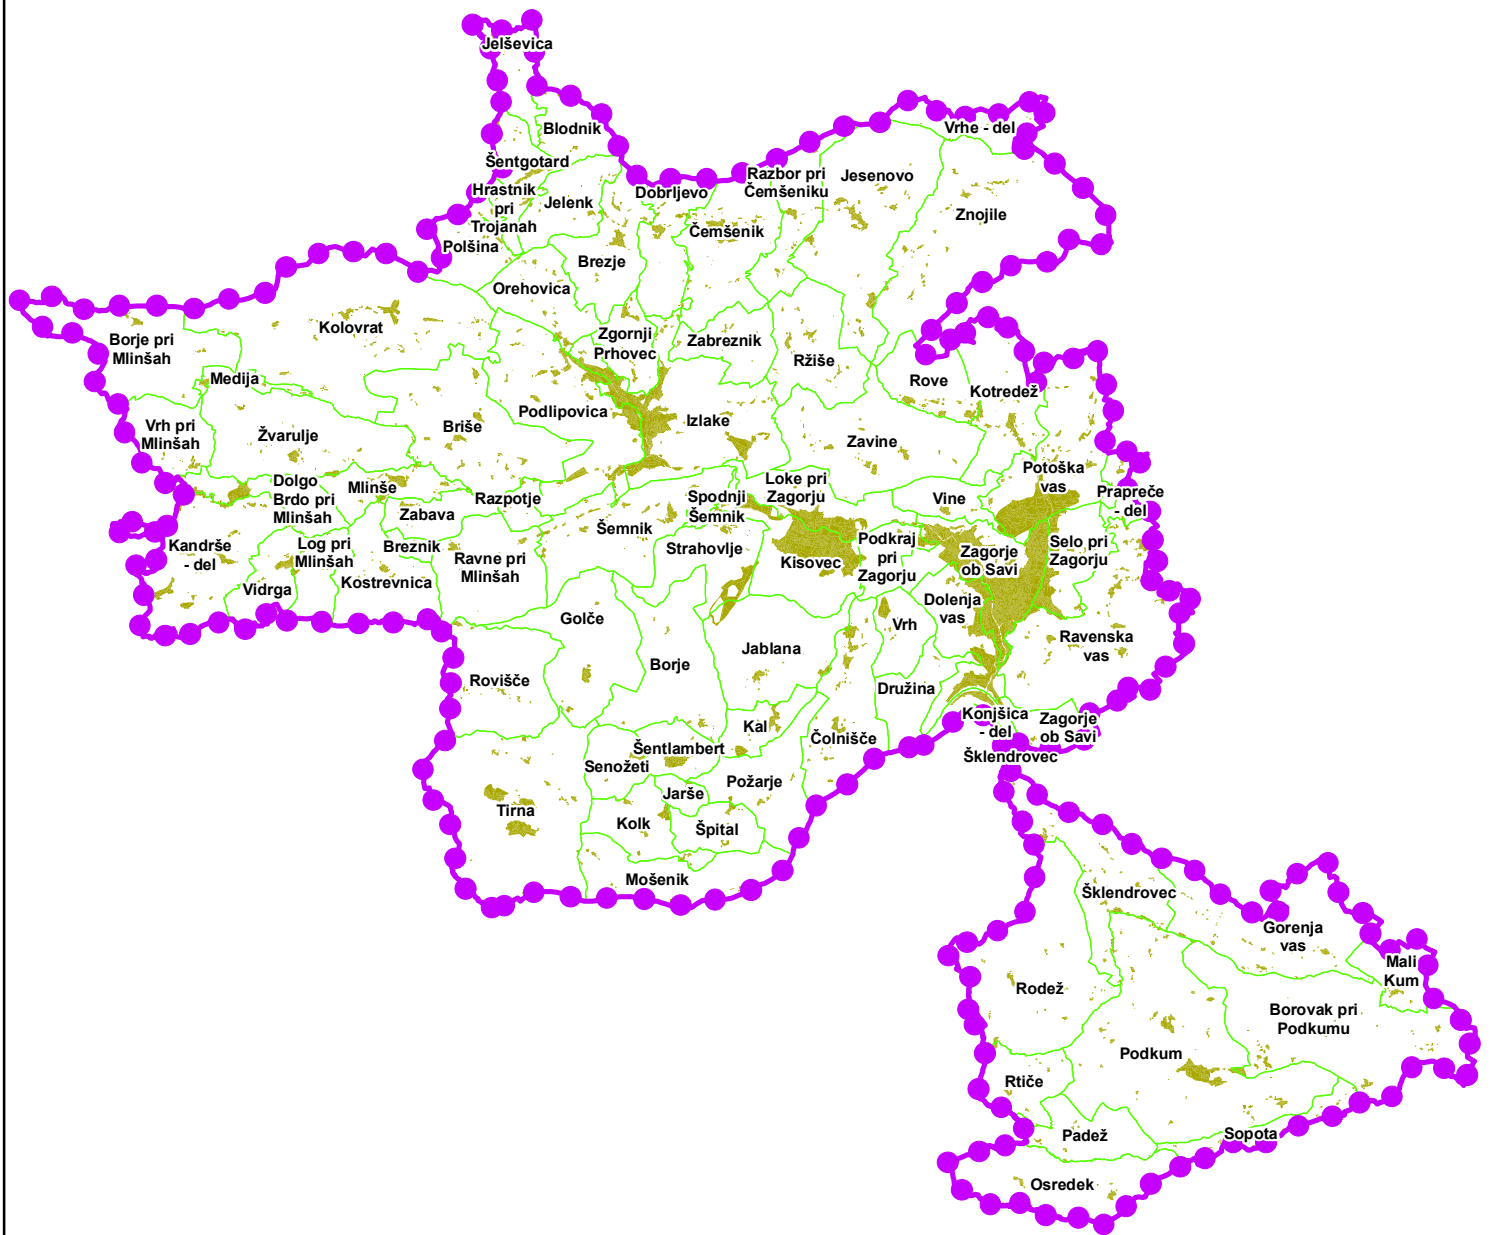 Jelševica
Blodnik
Vrhe - del
Šentgotard
Hrastnik
pri
Trojanah
Jelenk
Dobrljevo
Razbor pri
Čemšeniku
Jesenovo
Znojile
Polšina
Čemšenik
Brezje
Orehovica
Kolovrat
Borje pri
Mlinšah
Zgornji
Prhovec
Zabreznik
Ržiše
Rove
Kotredež
Medija
Podlipovica
Izlake
Vrh pri
Mlinšah
Žvarulje
Briše
Zavine
Potoška
vas
Dolgo
Brdo pri
Mlinšah
Mlinše
Razpotje
Zabava
Loke pri
Zagorju
Spodnji
Šemnik
Vine
Prapreče
- del
Šemnik
Kandrše
- del
Log pri
Mlinšah
Breznik
Kostrevnica
Ravne pri
Mlinšah
Strahovlje
Kisovec
Podkraj
pri
Zagorju
Zagorje
ob Savi
Selo pri
Zagorju
Vidrga
Golče
Dolenja
vas
Vrh
Ravenska
vas
Jablana
Borje
Rovišče
Družina
Kal
Čolnišče
Konjšica
- del
Zagorje
ob Savi
Šklendrovec
Šentlambert
Senožeti
Požarje
Jarše
Tirna
Kolk
Špital
Mošenik
Šklendrovec
Gorenja
vas
Mali
Kum
Rodež
Borovak pri
Podkumu
Podkum
Rtiče
Padež
Sopota
Osredek